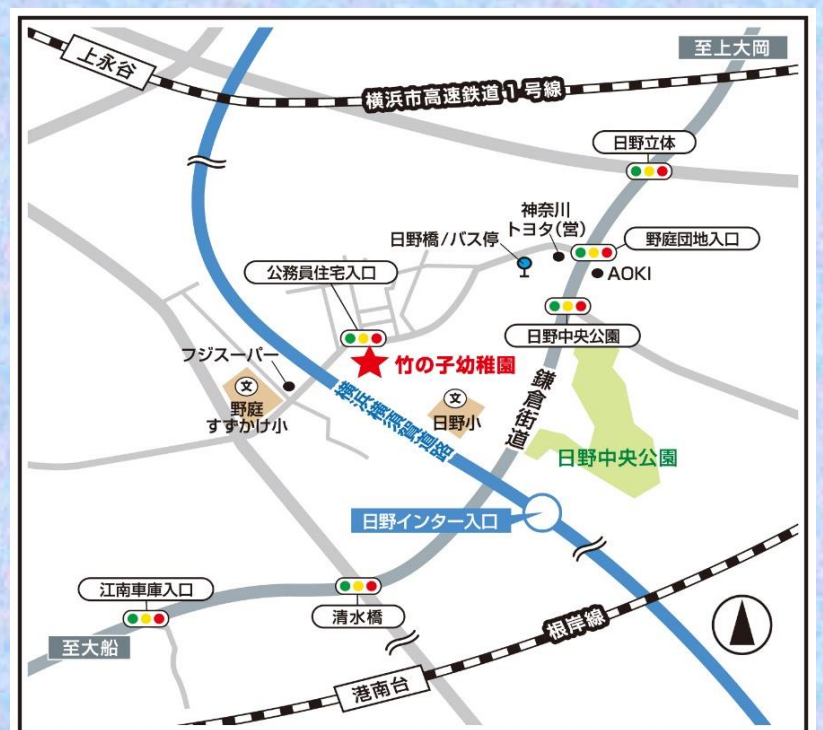 上永谷
至上大岡
横浜市高速鉄道1号線
日野立体
神奈川
トヨタ(営)
日野橋/バス停
野庭団地入口
公務員住宅入口
AOKI
日野中央公園
フジスーパー
竹の子幼稚園
文
野庭
すずかけ小
文
日野小
横浜横須賀道路
鎌倉街道
日野中央公園
日野インター入口
江南車庫入口
清水橋
至大船
根岸線
港南台